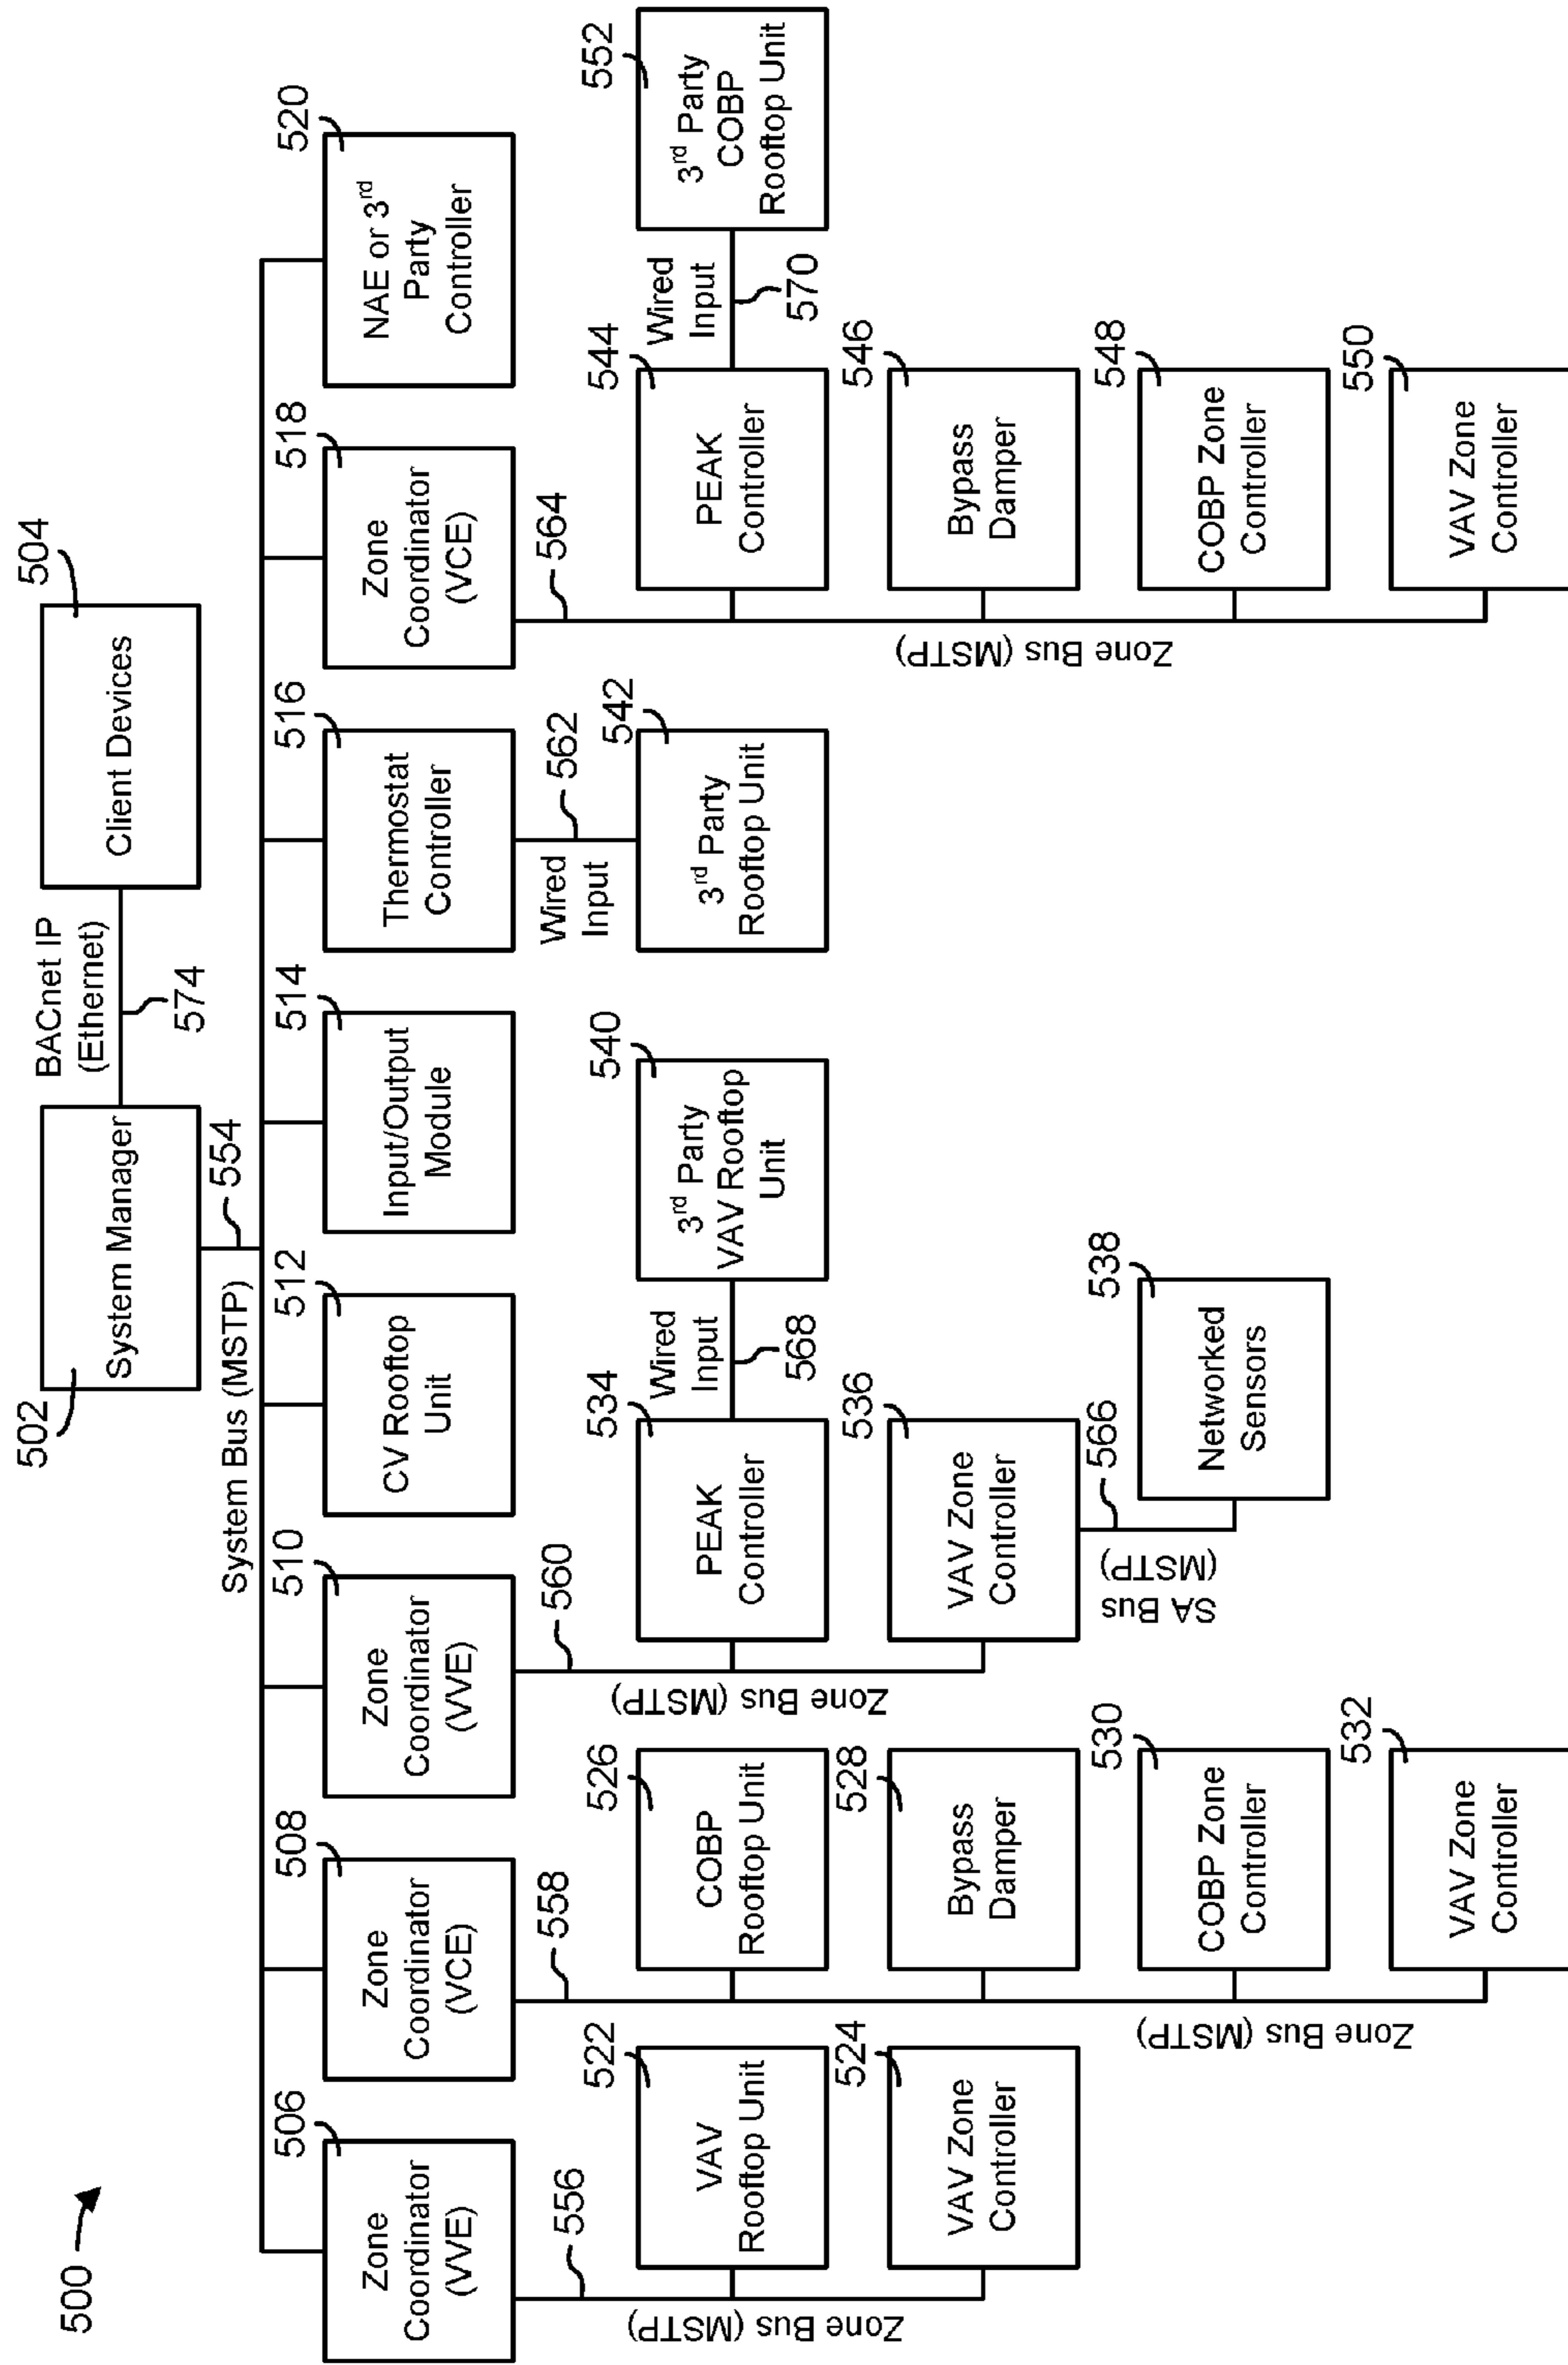 500
502
System Manager
BACnet IP
(Ethernet)
574
504
Client Devices
554
System Bus (MSTP)
506
Zone
Coordinator
(VVE)
508
Zone
Coordinator
(VCE)
510
Zone
Coordinator
(VVE)
512
CV Rooftop
Unit
514
Input/Output
Module
516
Thermostat
Controller
518
Zone
Coordinator
(VCE)
520
NAE or 3rd
Party
Controller
556
Zone Bus (MSTP)
522
VAV
Rooftop Unit
524
VAV Zone
Controller
558
Zone Bus (MSTP)
526
COBP
Rooftop Unit
528
Bypass
Damper
530
COBP Zone
Controller
532
VAV Zone
Controller
560
Zone Bus (MSTP)
534
PEAK
Controller
Wired
Input
568
540
3rd Party
VAV Rooftop
Unit
536
VAV Zone
Controller
566
SA Bus
(MSTP)
538
Networked
Sensors
562
Wired
Input
542
3rd Party
Rooftop Unit
564
Zone Bus (MSTP)
544
PEAK
Controller
Wired
Input
570
552
3rd Party
COBP
Rooftop Unit
546
Bypass
Damper
548
COBP Zone
Controller
550
VAV Zone
Controller